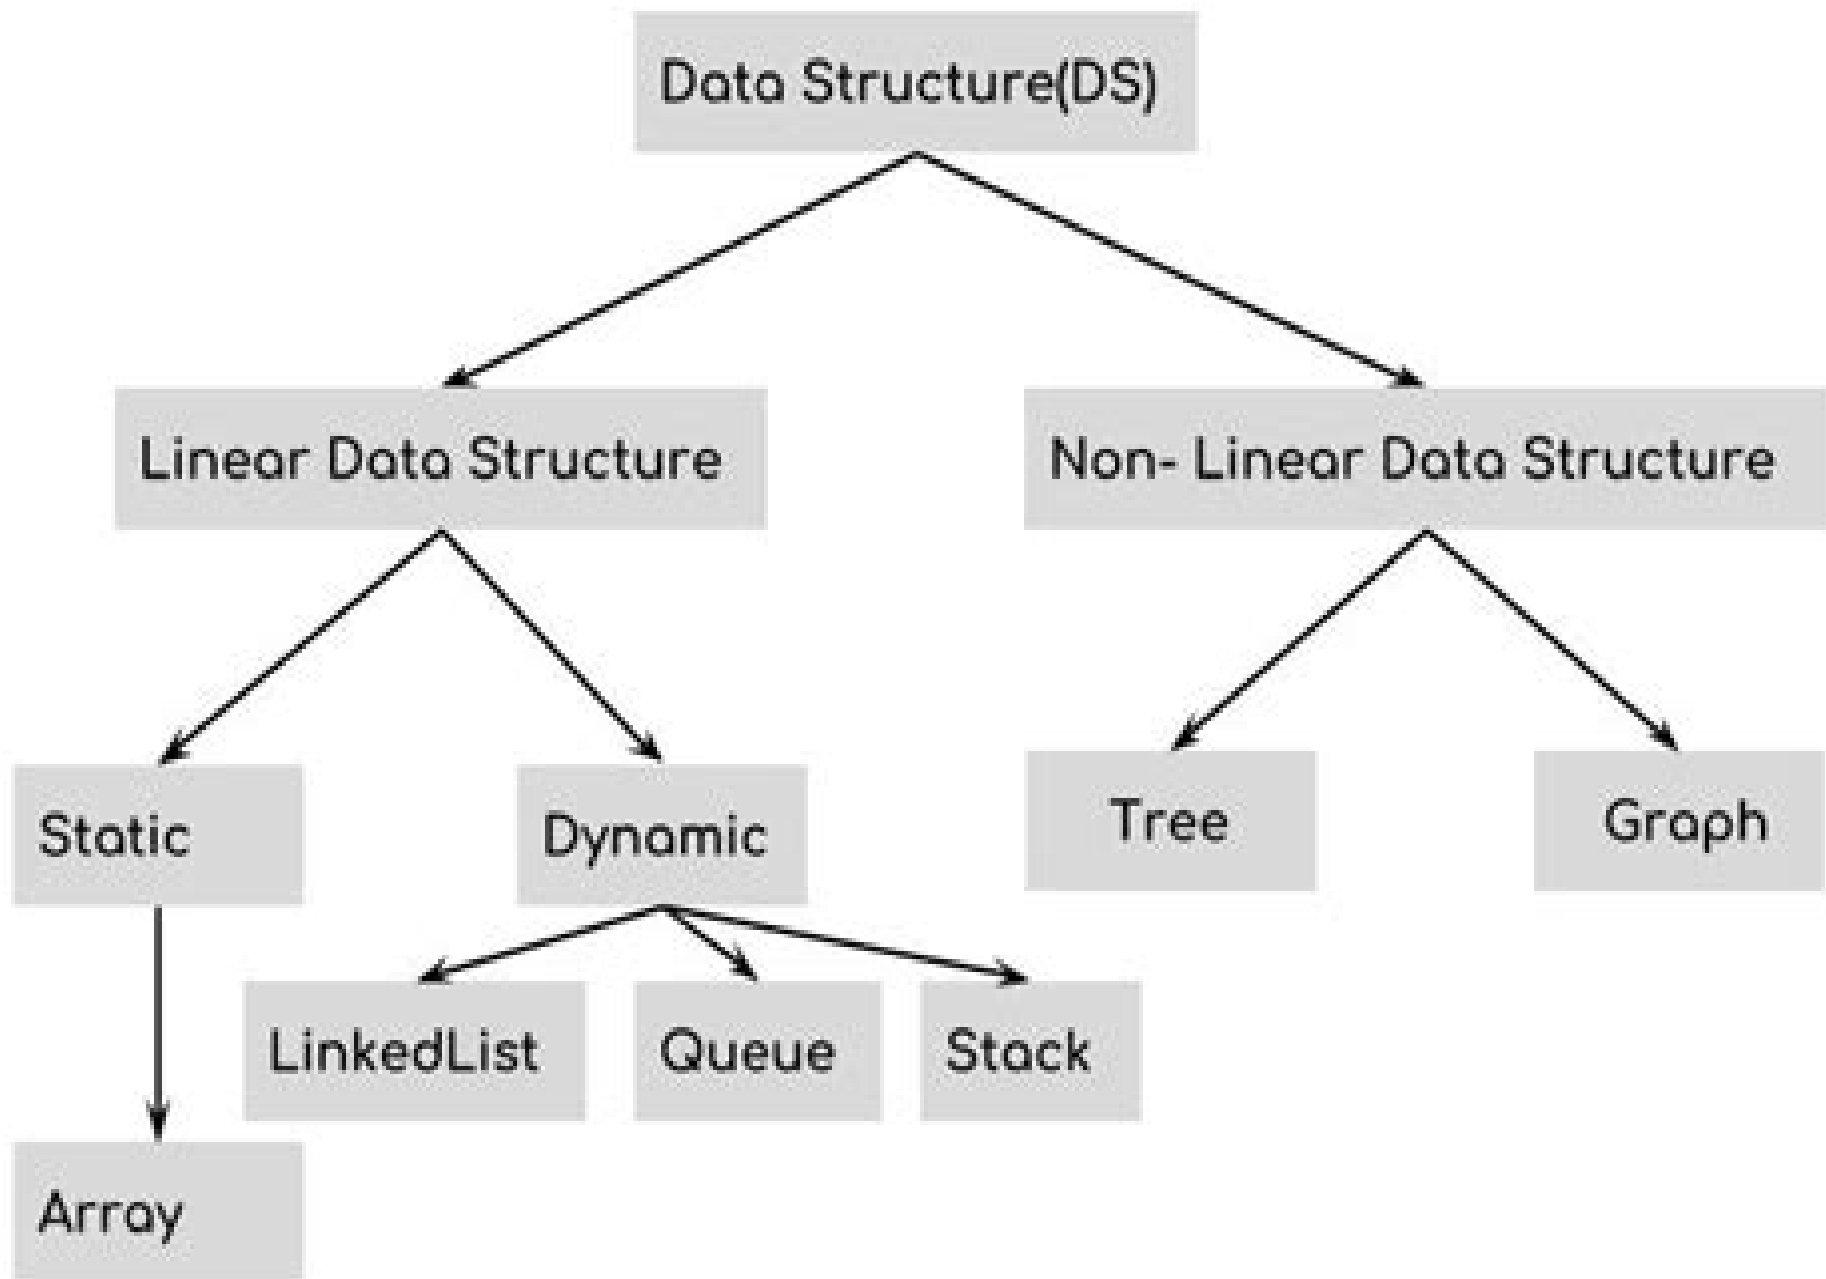 Data Structure(DS)
Linear Data Structure
Non- Linear Data Structure
Static
Dynamic
Tree
Graph
LinkedList
Queue
Stack
Array